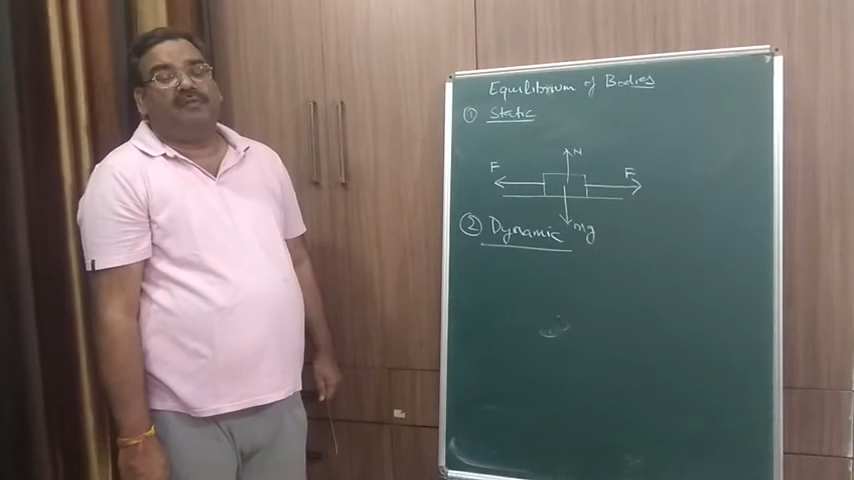 Equilibrium of Bodies
① Static
N
F F
mg
② Dynamic